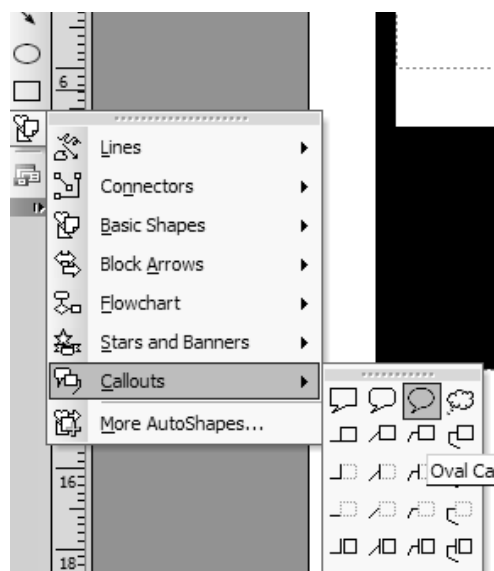 6
Lines
Connectors
Basic Shapes
Block Arrows
Flowchart
Stars and Banners
Callouts
More AutoShapes...
Oval Ca
16
18